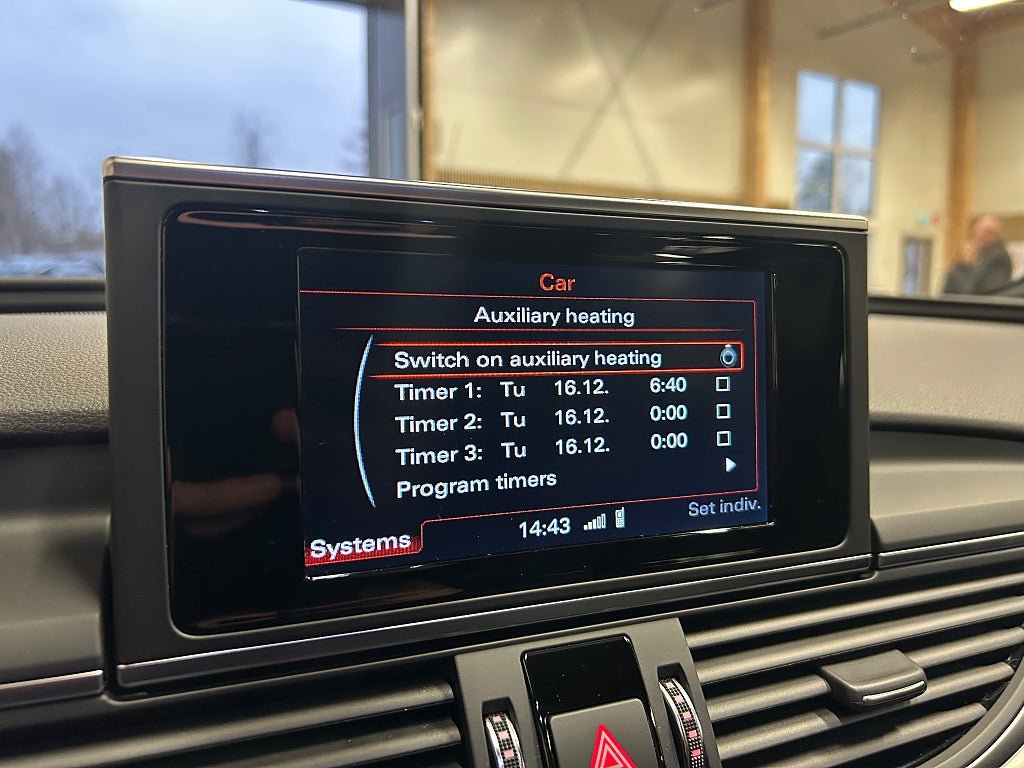 Car
Auxiliary heating
Switch on auxiliary heating
Timer 1: Tu 16.12. 6:40
Timer 2: Tu 16.12. 0:00
Timer 3: Tu 16.12. 0:00
Program timers
Set indiv.
Systems 14:43